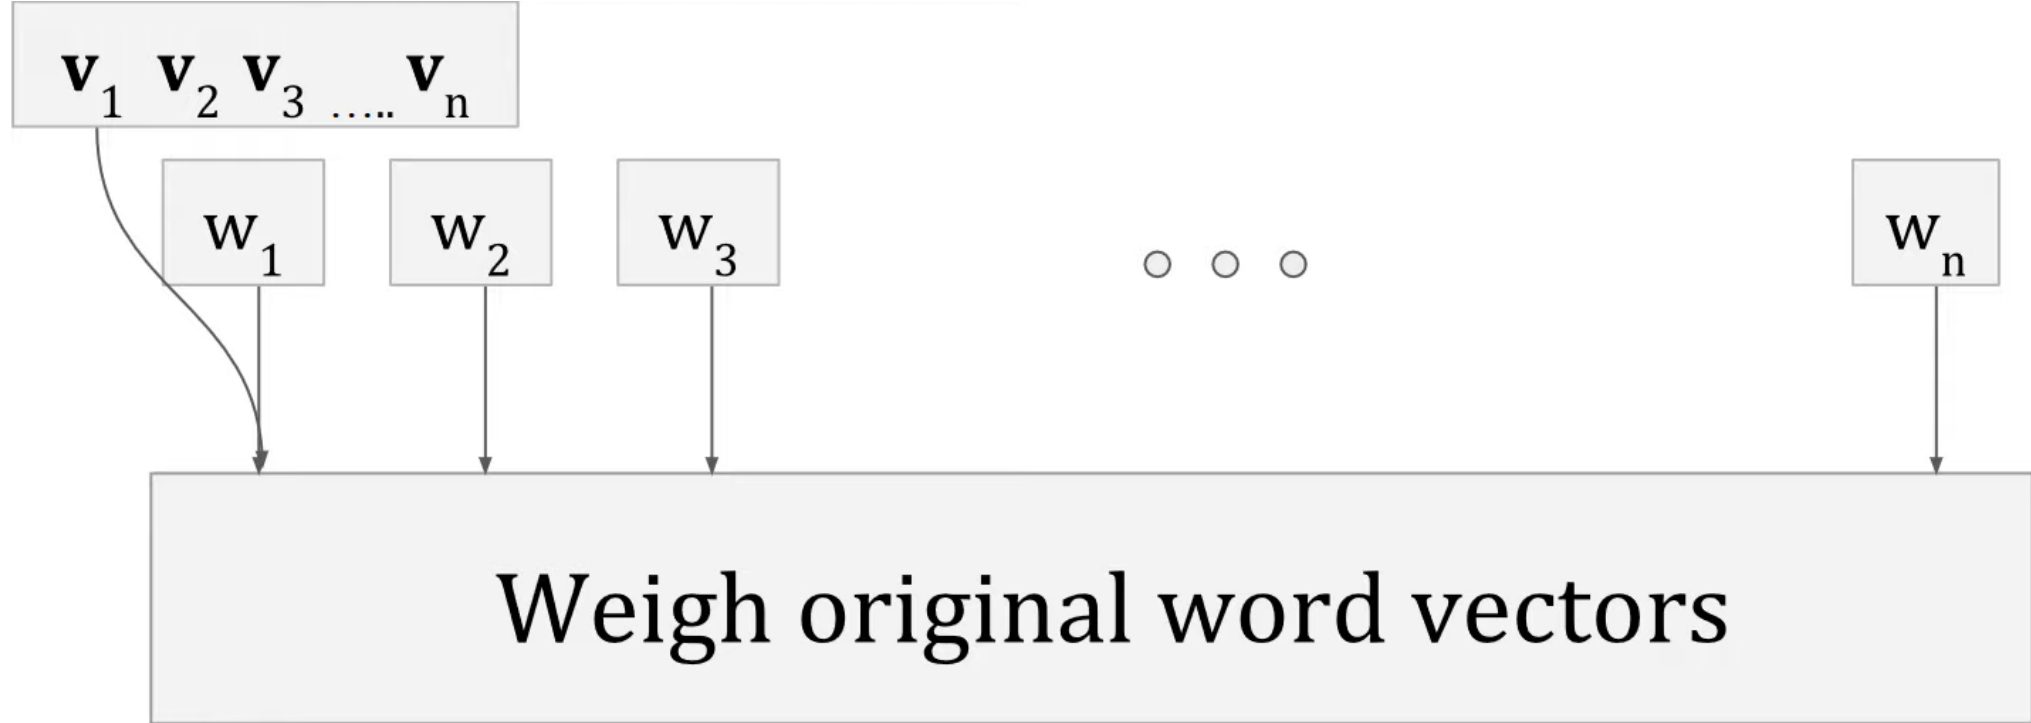 v₁ v₂ v₃ ..... vₙ
w₁ w₂ w₃ wₙ
Weigh original word vectors